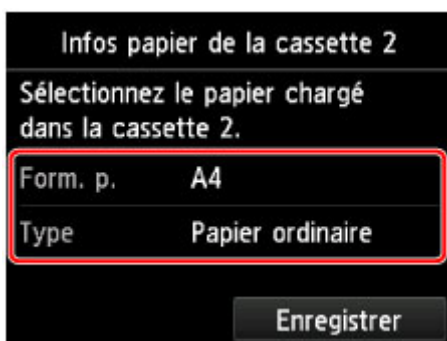 Infos papier de la cassette 2
Sélectionnez le papier chargé
dans la cassette 2.
Form. p. A4
Type Papier ordinaire
Enregistrer